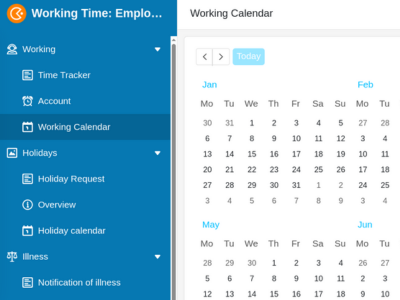 Working Time: Emplo...
Working
Time Tracker
Account
Working Calendar
Holidays
Holiday Request
Overview
Holiday calendar
Illness
Notification of illness
Working Calendar
Today
Jan Feb
Mo Tu We Th Fr Sa Su Mo Tu
30 31 1 2 3 4 5 27 28
6 7 8 9 10 11 12 3 4
13 14 15 16 17 18 19 10 11
20 21 22 23 24 25 26 17 18
27 28 29 30 31 1 2 24 25
3 4 5 6 7 8 9 3 4
May Jun
Mo Tu We Th Fr Sa Su Mo Tu
28 29 30 1 2 3 4 26 27
5 6 7 8 9 10 11 2 3
12 13 14 15 16 17 18 9 10